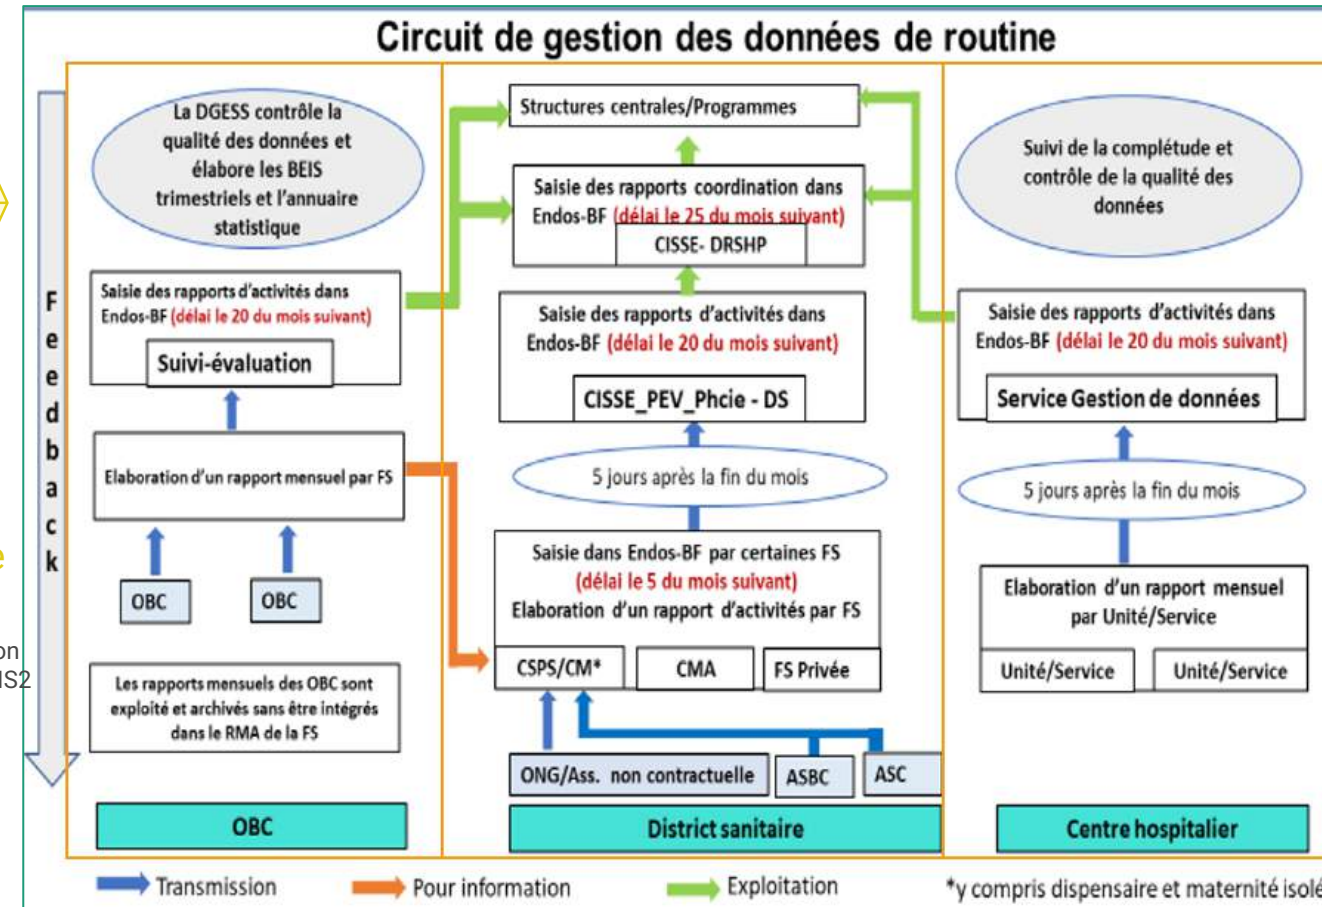 Circuit de gestion des données de routine
La DGESS contrôle la
qualité des données et
élabore les BEIS
trimestriels et l'annuaire
statistique
Saisie des rapports d'activités dans
Endos-BF (délai le 20 du mois suivant)
Suivi-évaluation
Elaboration d'un rapport mensuel par FS
OBC
OBC
Les rapports mensuels des OBC sont
exploité et archivés sans être intégrés
dans le RMA de la FS
OBC
Feedback
Structures centrales/Programmes
Saisie des rapports coordination dans
Endos-BF (délai le 25 du mois suivant)
CISSE- DRSHP
Saisie des rapports d'activités dans
Endos-BF (délai le 20 du mois suivant)
CISSE_PEV_Phcie - DS
5 jours après la fin du mois
Saisie dans Endos-BF par certaines FS
(délai le 5 du mois suivant)
Elaboration d'un rapport d'activités par FS
CSPS/CM*
CMA
FS Privée
ONG/Ass. non contractuelle
ASBC
ASC
District sanitaire
Suivi de la complétude et
contrôle de la qualité des
données
Saisie des rapports d'activités dans
Endos-BF (délai le 20 du mois suivant)
Service Gestion de données
5 jours après la fin du mois
Elaboration d'un rapport mensuel
par Unité/Service
Unité/Service
Unité/Service
Centre hospitalier
Transmission
Pour information
Exploitation
*y compris dispensaire et maternité isolé